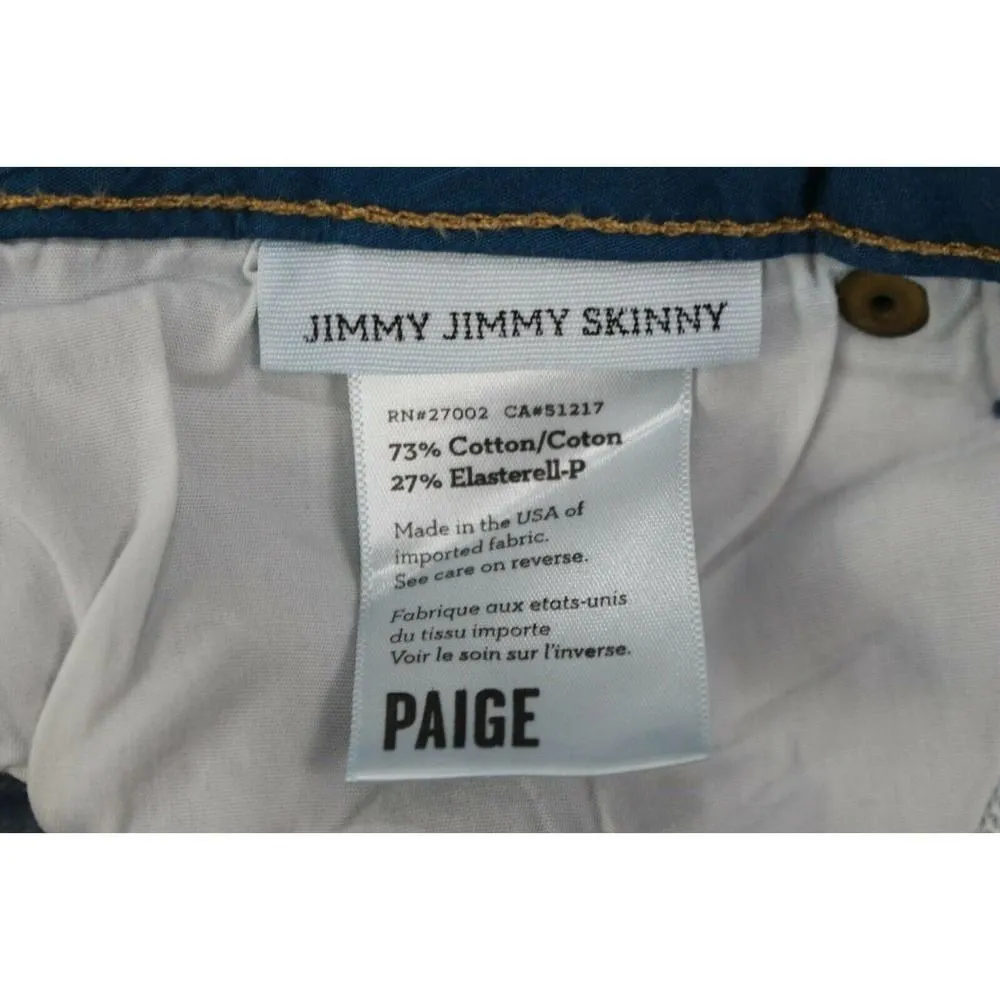 JIMMY JIMMY SKINNY
RN#27002 CA#51217
73% Cotton/Coton
27% Elasterell-P
Made in the USA of
imported fabric.
See care on reverse.
Fabrique aux etats-unis
du tissu importe
Voir le soin sur l'inverse.
PAIGE